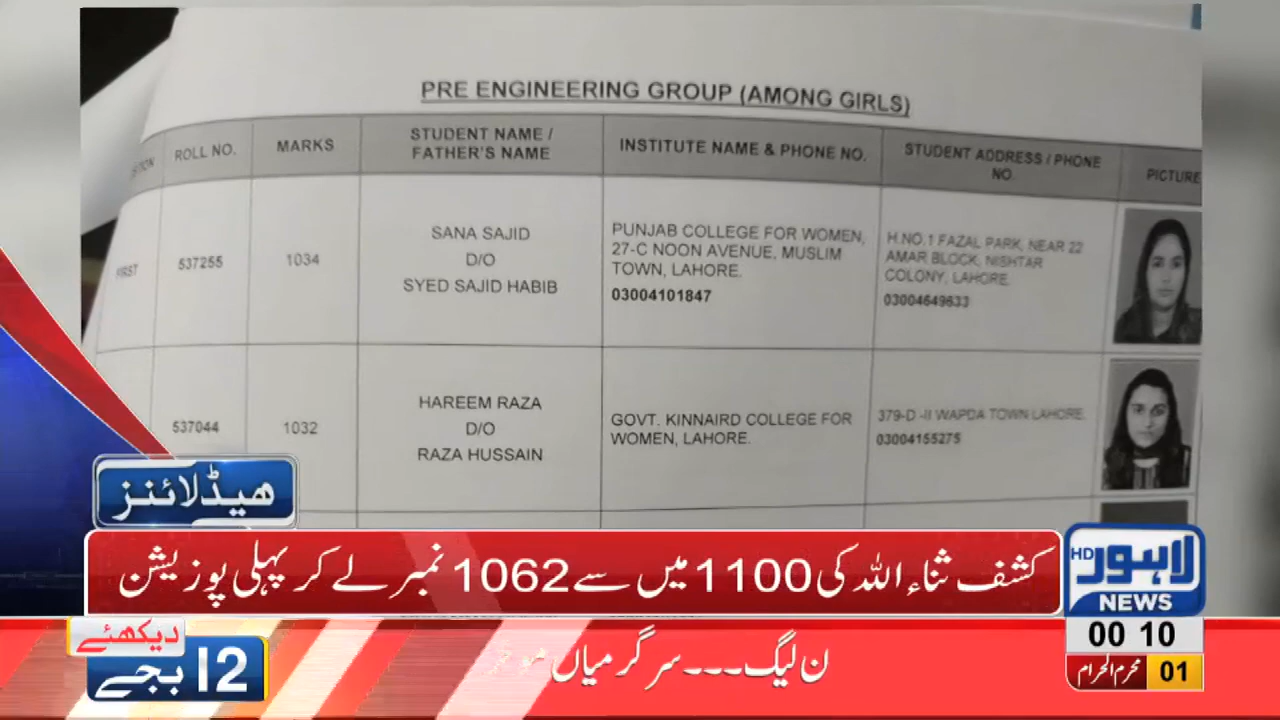 PRE ENGINEERING GROUP (AMONG GIRLS)
ROLL NO.
MARKS
STUDENT NAME /
FATHER'S NAME
INSTITUTE NAME & PHONE NO.
STUDENT ADDRESS / PHONE
NO.
PICTURE
FIRST
537255
1034
SANA SAJID
D/O
SYED SAJID HABIB
PUNJAB COLLEGE FOR WOMEN,
27-C NOON AVENUE, MUSLIM
TOWN, LAHORE.
03004101847
H.NO.1 FAZAL PARK, NEAR 22
AMAR BLOCK, NISHTAR
COLONY, LAHORE.
03004649633
537044
1032
HAREEM RAZA
D/O
RAZA HUSSAIN
GOVT. KINNAIRD COLLEGE FOR
WOMEN, LAHORE.
379-D -II WAPDA TOWN LAHORE.
03004155275
ھیڈلائنز
کشف ثناء اللہ کی 1100 میں سے 1062 نمبر لے کر پہلی پوزیشن
لاہور
HD
NEWS
00 10
محرم الحرام
01
دیکھئے
12 بجے
ن لیگ۔۔۔سرگرمیاں